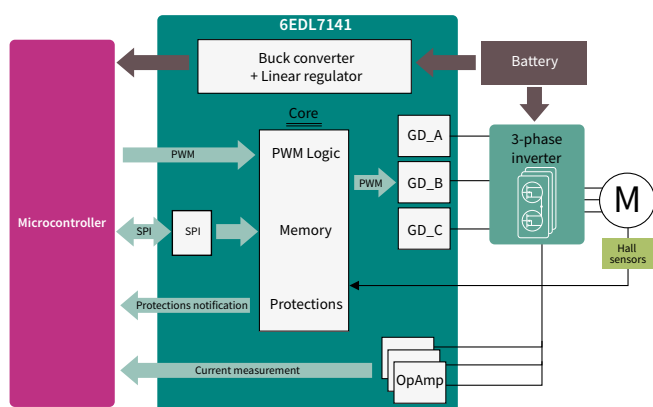 6EDL7141
Buck converter
+ Linear regulator
Battery
Core
PWM Logic
Memory
Protections
GD_A
GD_B
GD_C
3-phase
inverter
M
Hall
sensors
PWM
PWM
Microcontroller
SPI
SPI
Protections notification
Current measurement
OpAmp